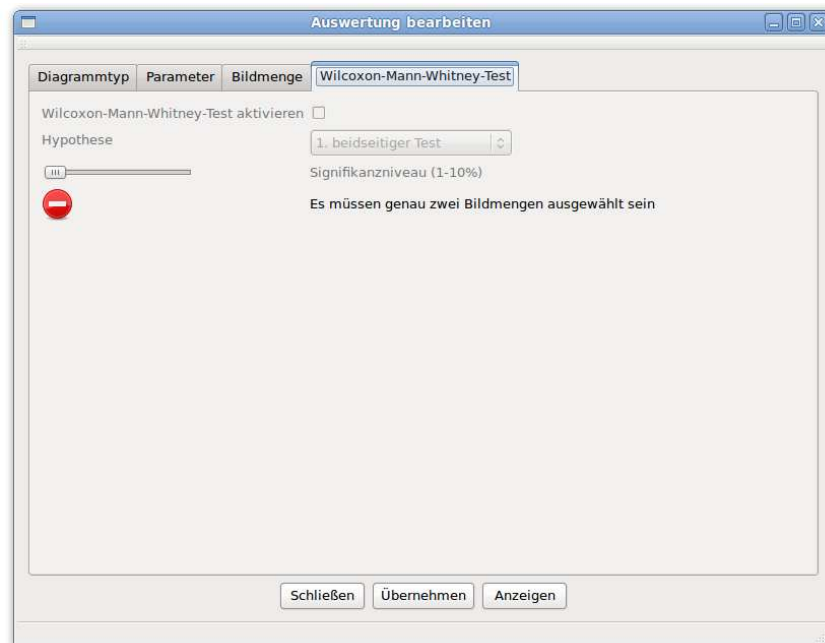 Auswertung bearbeiten
Diagrammtyp Parameter Bildmenge Wilcoxon-Mann-Whitney-Test
Wilcoxon-Mann-Whitney-Test aktivieren
Hypothese 1. beidseitiger Test
Signifikanzniveau (1-10%)
Es müssen genau zwei Bildmengen ausgewählt sein
Schließen Übernehmen Anzeigen